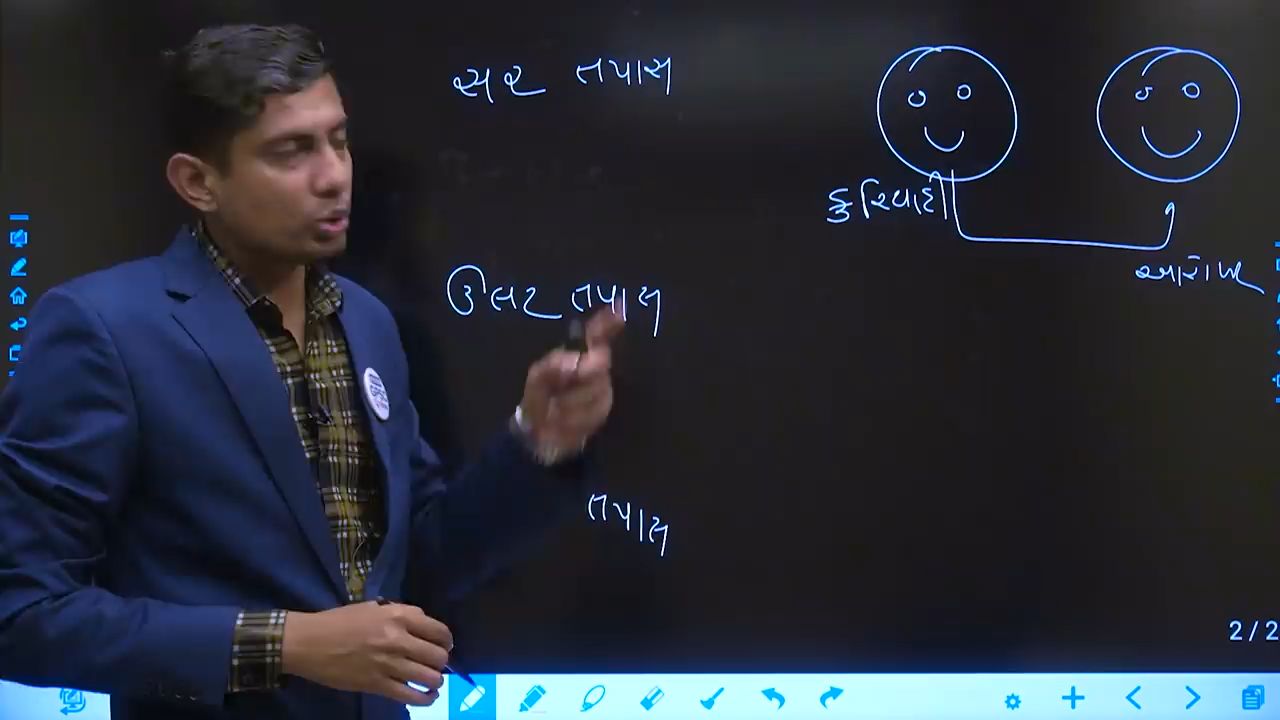 સર તપાસ
ફરિયાદી
આરોપી
ઉલટ તપાસ
તપાસ
2/2